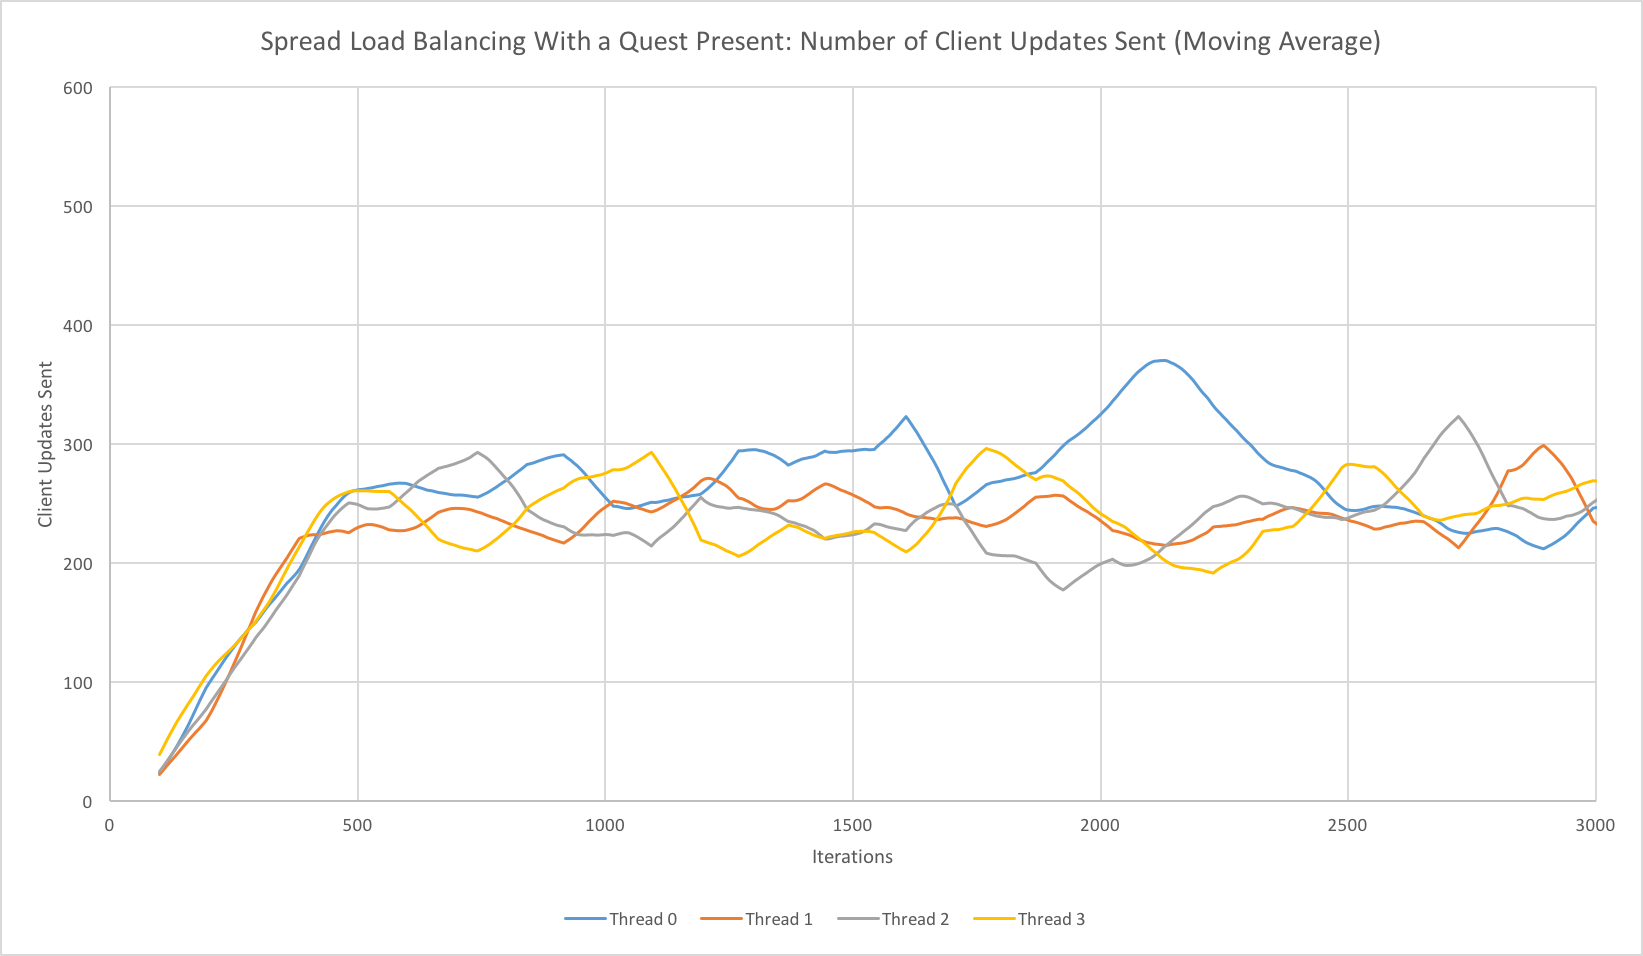 Spread Load Balancing With a Quest Present: Number of Client Updates Sent (Moving Average)
600
500
400
300
200
100
0
Client Updates Sent
0 500 1000 1500 2000 2500 3000
Iterations
Thread 0 Thread 1 Thread 2 Thread 3